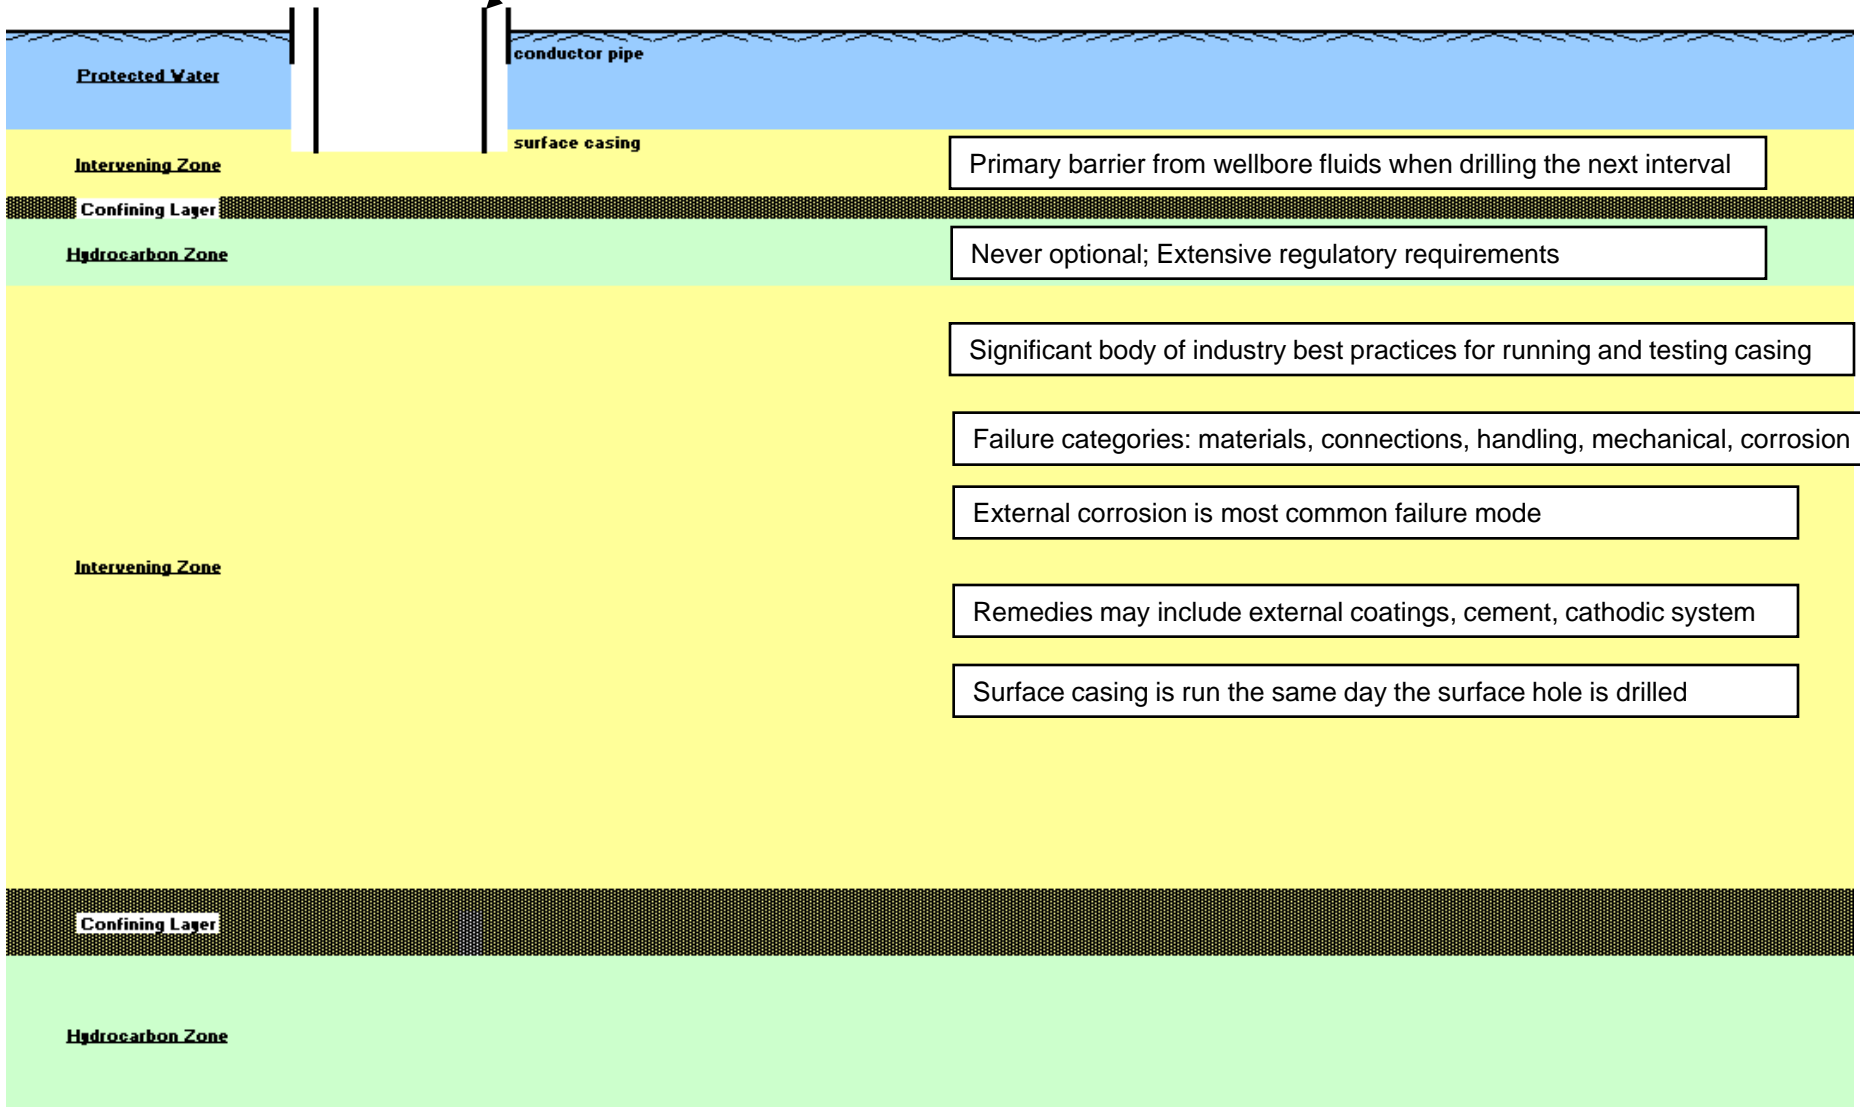 conductor pipe
Protected Water
surface casing
Intervening Zone
Primary barrier from wellbore fluids when drilling the next interval
Confining Layer
Hydrocarbon Zone
Never optional; Extensive regulatory requirements
Significant body of industry best practices for running and testing casing
Failure categories: materials, connections, handling, mechanical, corrosion
External corrosion is most common failure mode
Intervening Zone
Remedies may include external coatings, cement, cathodic system
Surface casing is run the same day the surface hole is drilled
Confining Layer
Hydrocarbon Zone